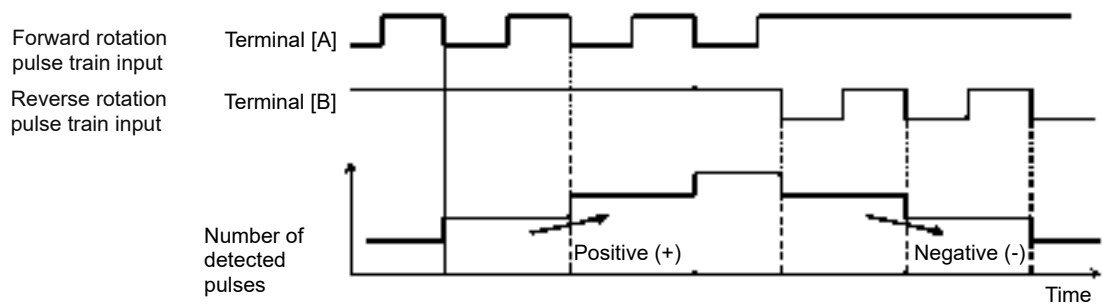 Forward rotation
pulse train input
Terminal [A]
Reverse rotation
pulse train input
Terminal [B]
Number of
detected
pulses
Positive (+)
Negative (-)
Time